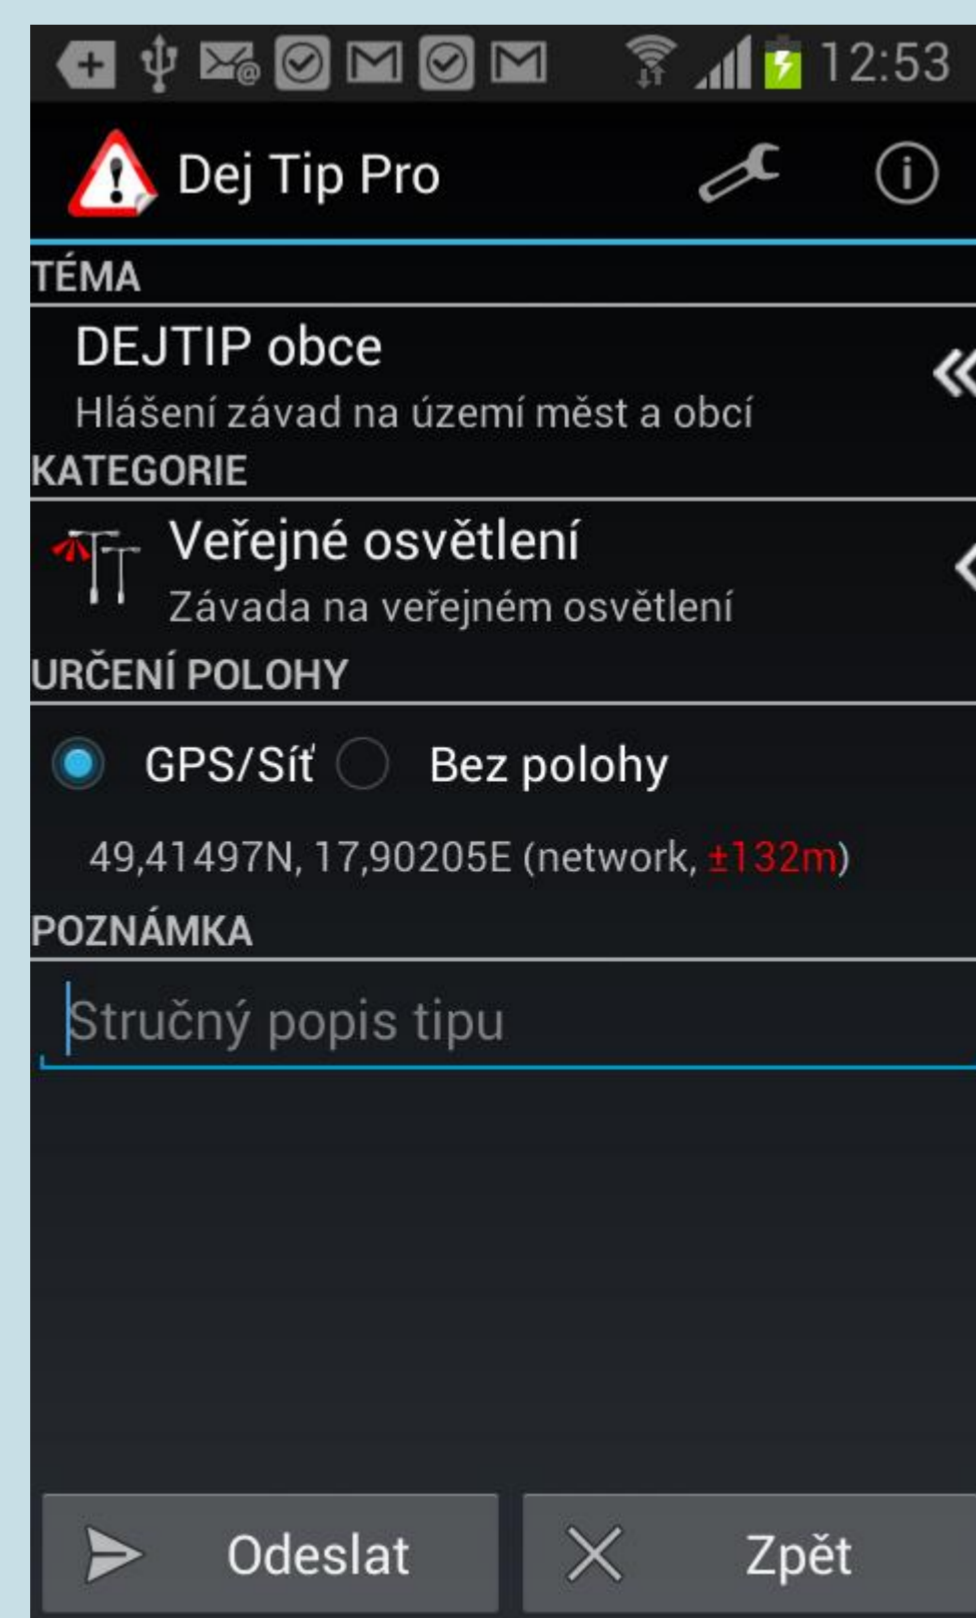 12:53
Dej Tip Pro
TÉMA
DEJTIP obce
Hlášení závad na území měst a obcí
KATEGORIE
Veřejné osvětlení
Závada na veřejném osvětlení
URČENÍ POLOHY
GPS/Síť Bez polohy
49,41497N, 17,90205E (network, ±132m)
POZNÁMKA
Stručný popis tipu
Odeslat Zpět